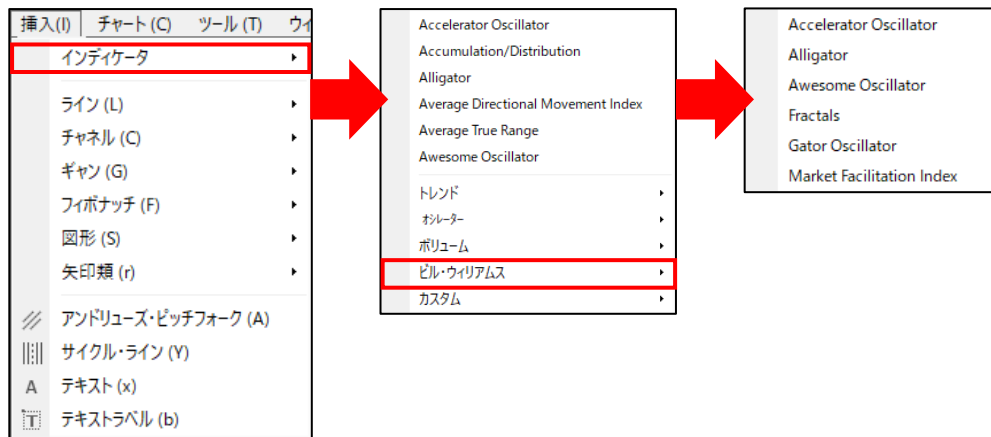 挿入(I) チャート(C) ツール(T) ウィ
インディケータ
ライン(L)
チャネル(C)
ギャン(G)
フィボナッチ(F)
図形(S)
矢印類(r)
アンドリューズ・ピッチフォーク(A)
サイクル・ライン(Y)
テキスト(x)
テキストラベル(b)
Accelerator Oscillator
Accumulation/Distribution
Alligator
Average Directional Movement Index
Average True Range
Awesome Oscillator
トレンド
オシレーター
ボリューム
ビル・ウィリアムス
カスタム
Accelerator Oscillator
Alligator
Awesome Oscillator
Fractals
Gator Oscillator
Market Facilitation Index